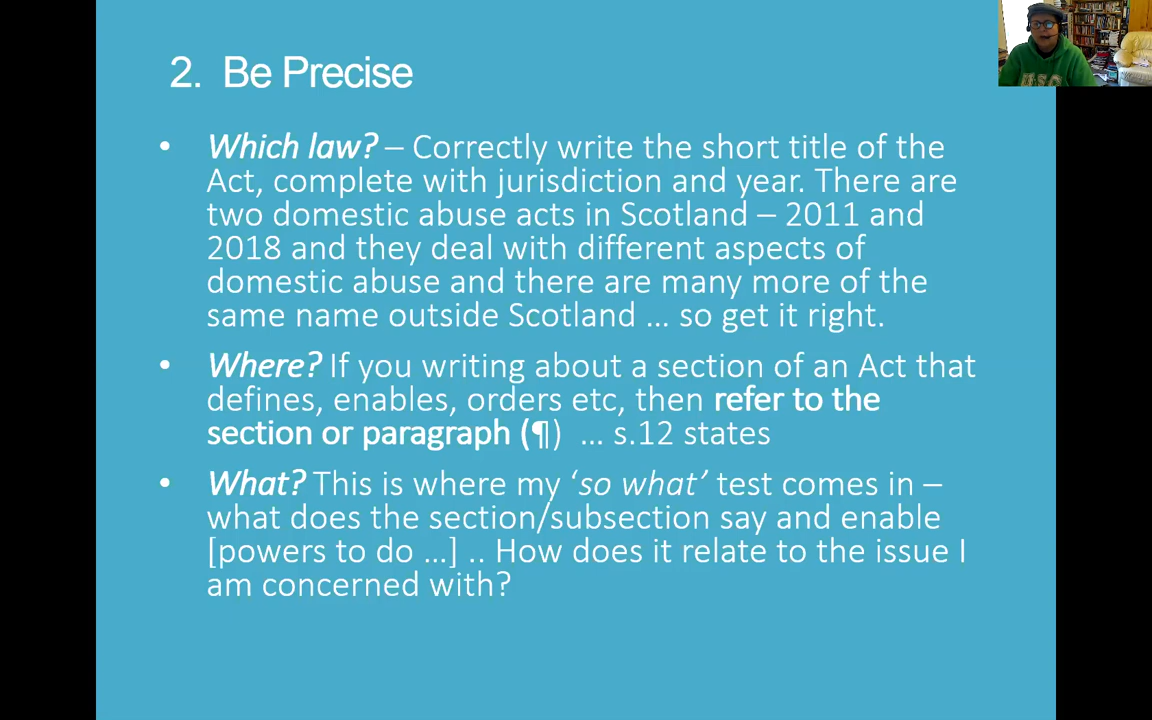 2. Be Precise
• Which law? – Correctly write the short title of the
Act, complete with jurisdiction and year. There are
two domestic abuse acts in Scotland – 2011 and
2018 and they deal with different aspects of
domestic abuse and there are many more of the
same name outside Scotland … so get it right.
• Where? If you writing about a section of an Act that
defines, enables, orders etc, then refer to the
section or paragraph (¶) … s.12 states
• What? This is where my ‘so what’ test comes in –
what does the section/subsection say and enable
[powers to do …] .. How does it relate to the issue I
am concerned with?